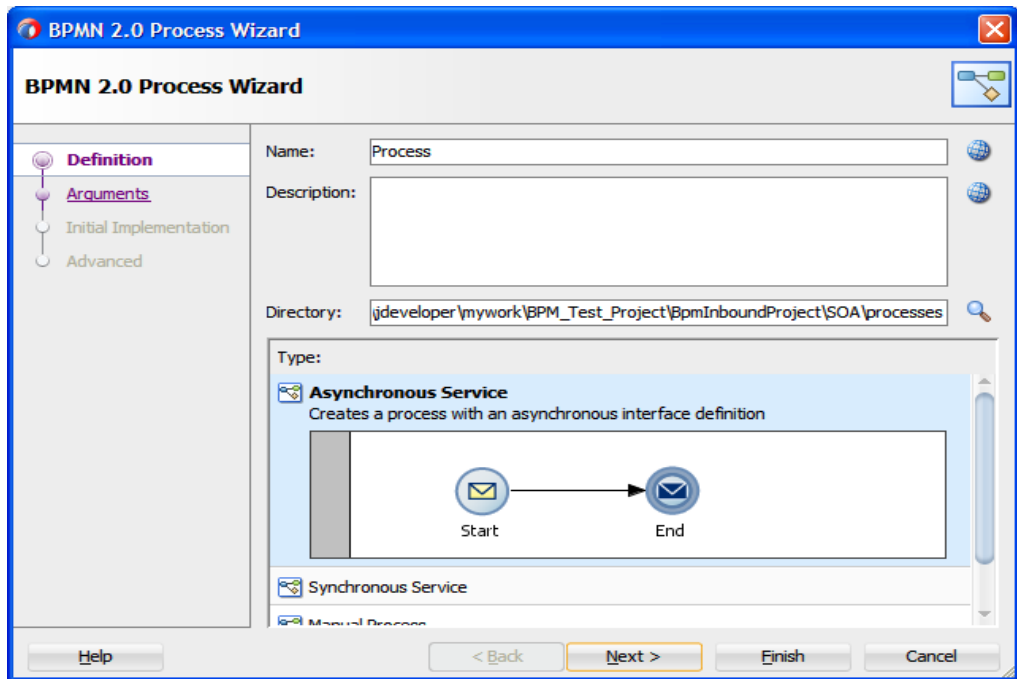 BPMN 2.0 Process Wizard
BPMN 2.0 Process Wizard
Definition
Arguments
Initial Implementation
Advanced
Name: Process
Description:
Directory: \jdeveloper\mywork\BPM_Test_Project\BpmInboundProject\SOA\processes
Type:
Asynchronous Service
Creates a process with an asynchronous interface definition
Start End
Synchronous Service
Manual Process
Help < Back Next > Finish Cancel